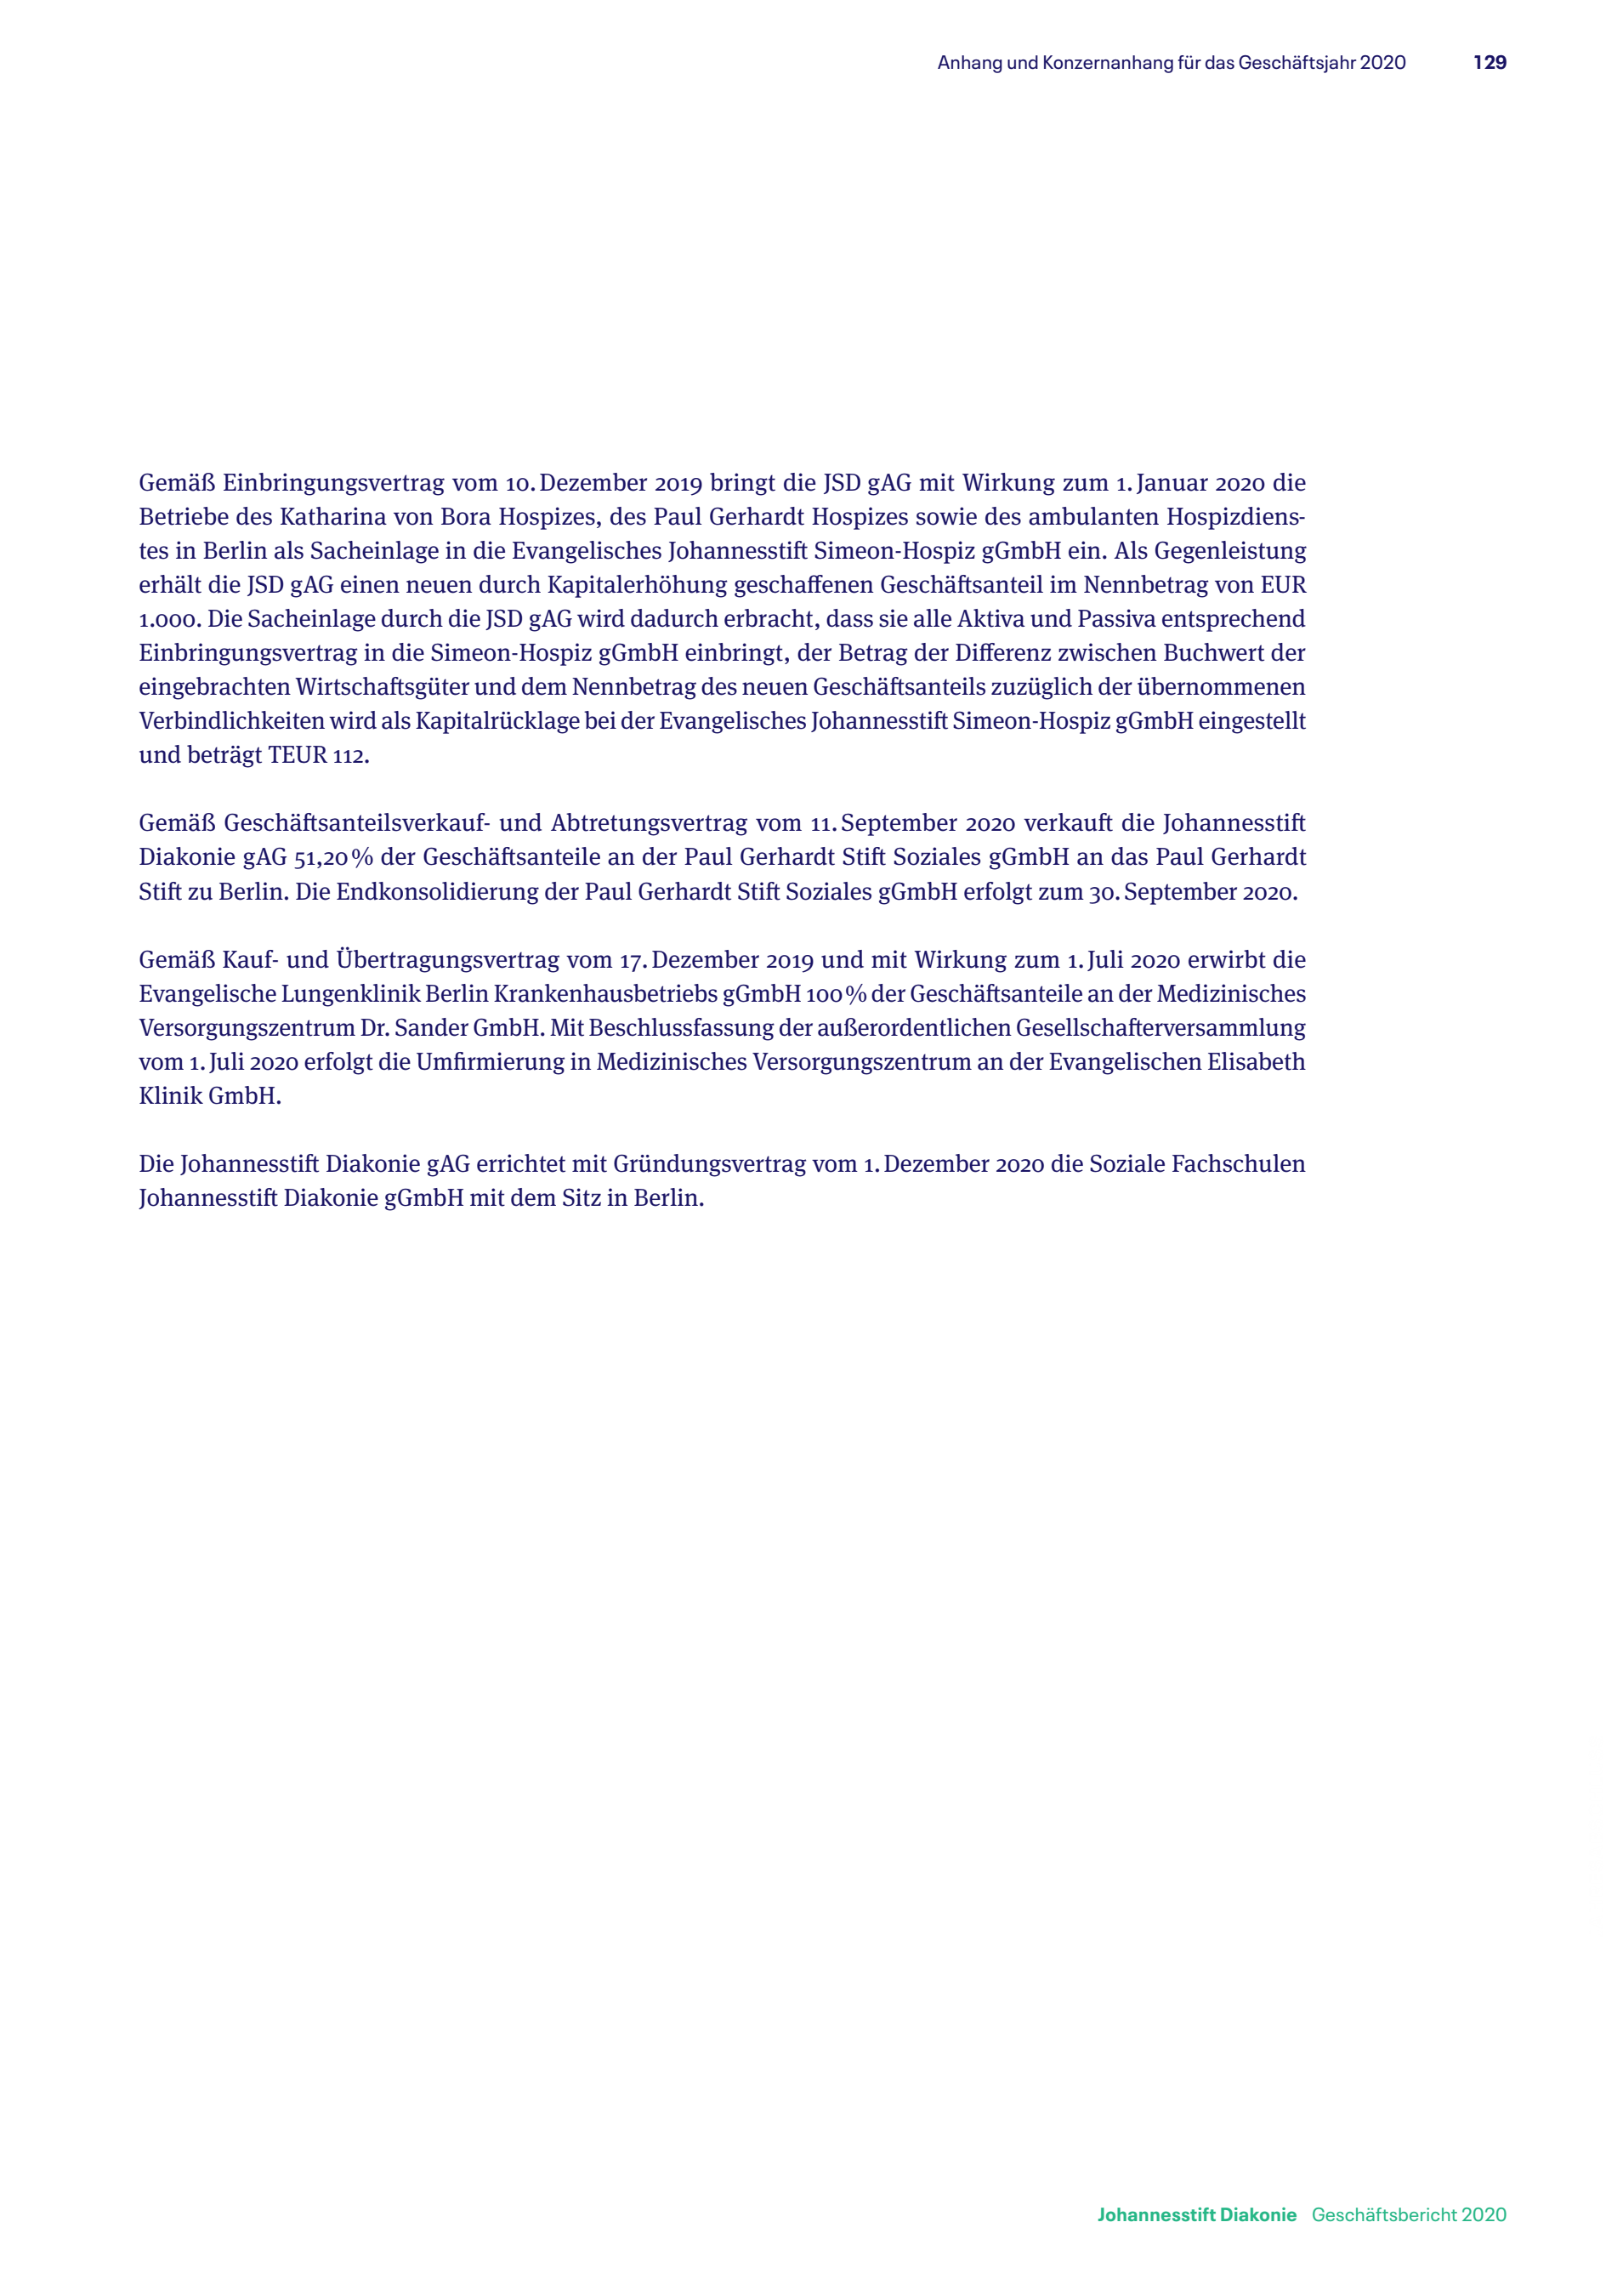 Anhang und Konzernanhang für das Geschäftsjahr 2020 129
Gemäß Einbringungsvertrag vom 10. Dezember 2019 bringt die JSD gAG mit Wirkung zum 1. Januar 2020 die
Betriebe des Katharina von Bora Hospizes, des Paul Gerhardt Hospizes sowie des ambulanten Hospizdiens-
tes in Berlin als Sacheinlage in die Evangelisches Johannesstift Simeon-Hospiz gGmbH ein. Als Gegenleistung
erhält die JSD gAG einen neuen durch Kapitalerhöhung geschaffenen Geschäftsanteil im Nennbetrag von EUR
1.000. Die Sacheinlage durch die JSD gAG wird dadurch erbracht, dass sie alle Aktiva und Passiva entsprechend
Einbringungsvertrag in die Simeon-Hospiz gGmbH einbringt, der Betrag der Differenz zwischen Buchwert der
eingebrachten Wirtschaftsgüter und dem Nennbetrag des neuen Geschäftsanteils zuzüglich der übernommenen
Verbindlichkeiten wird als Kapitalrücklage bei der Evangelisches Johannesstift Simeon-Hospiz gGmbH eingestellt
und beträgt TEUR 112.
Gemäß Geschäftsanteilsverkauf- und Abtretungsvertrag vom 11. September 2020 verkauft die Johannesstift
Diakonie gAG 51,20 % der Geschäftsanteile an der Paul Gerhardt Stift Soziales gGmbH an das Paul Gerhardt
Stift zu Berlin. Die Endkonsolidierung der Paul Gerhardt Stift Soziales gGmbH erfolgt zum 30. September 2020.
Gemäß Kauf- und Übertragungsvertrag vom 17. Dezember 2019 und mit Wirkung zum 1. Juli 2020 erwirbt die
Evangelische Lungenklinik Berlin Krankenhausbetriebs gGmbH 100 % der Geschäftsanteile an der Medizinisches
Versorgungszentrum Dr. Sander GmbH. Mit Beschlussfassung der außerordentlichen Gesellschafterversammlung
vom 1. Juli 2020 erfolgt die Umfirmierung in Medizinisches Versorgungszentrum an der Evangelischen Elisabeth
Klinik GmbH.
Die Johannesstift Diakonie gAG errichtet mit Gründungsvertrag vom 1. Dezember 2020 die Soziale Fachschulen
Johannesstift Diakonie gGmbH mit dem Sitz in Berlin.
Johannesstift Diakonie Geschäftsbericht 2020